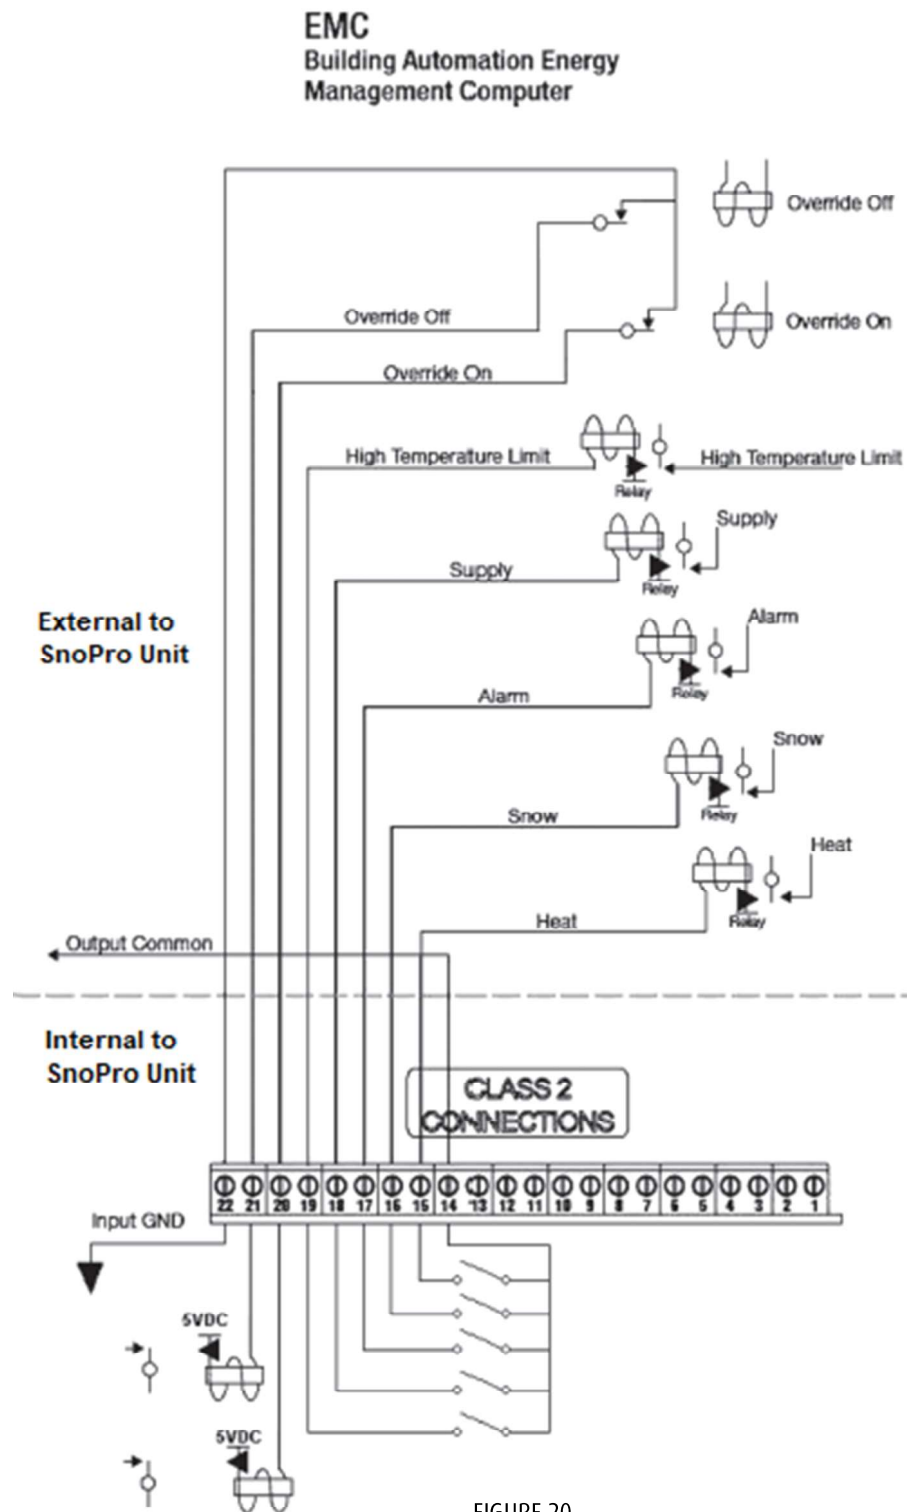 EMC
Building Automation Energy
Management Computer
Override Off
Override On
Override Off
Override On
High Temperature Limit
High Temperature Limit
Relay
Supply
Supply
Relay
External to
SnoPro Unit
Alarm
Alarm
Relay
Snow
Snow
Relay
Heat
Heat
Relay
Output Common
Internal to
SnoPro Unit
CLASS 2
CONNECTIONS
22 21 20 19 18 17 16 15 14 13 12 11 10 9 8 7 6 5 4 3 2 1
Input GND
5VDC
5VDC
FIGURE 20